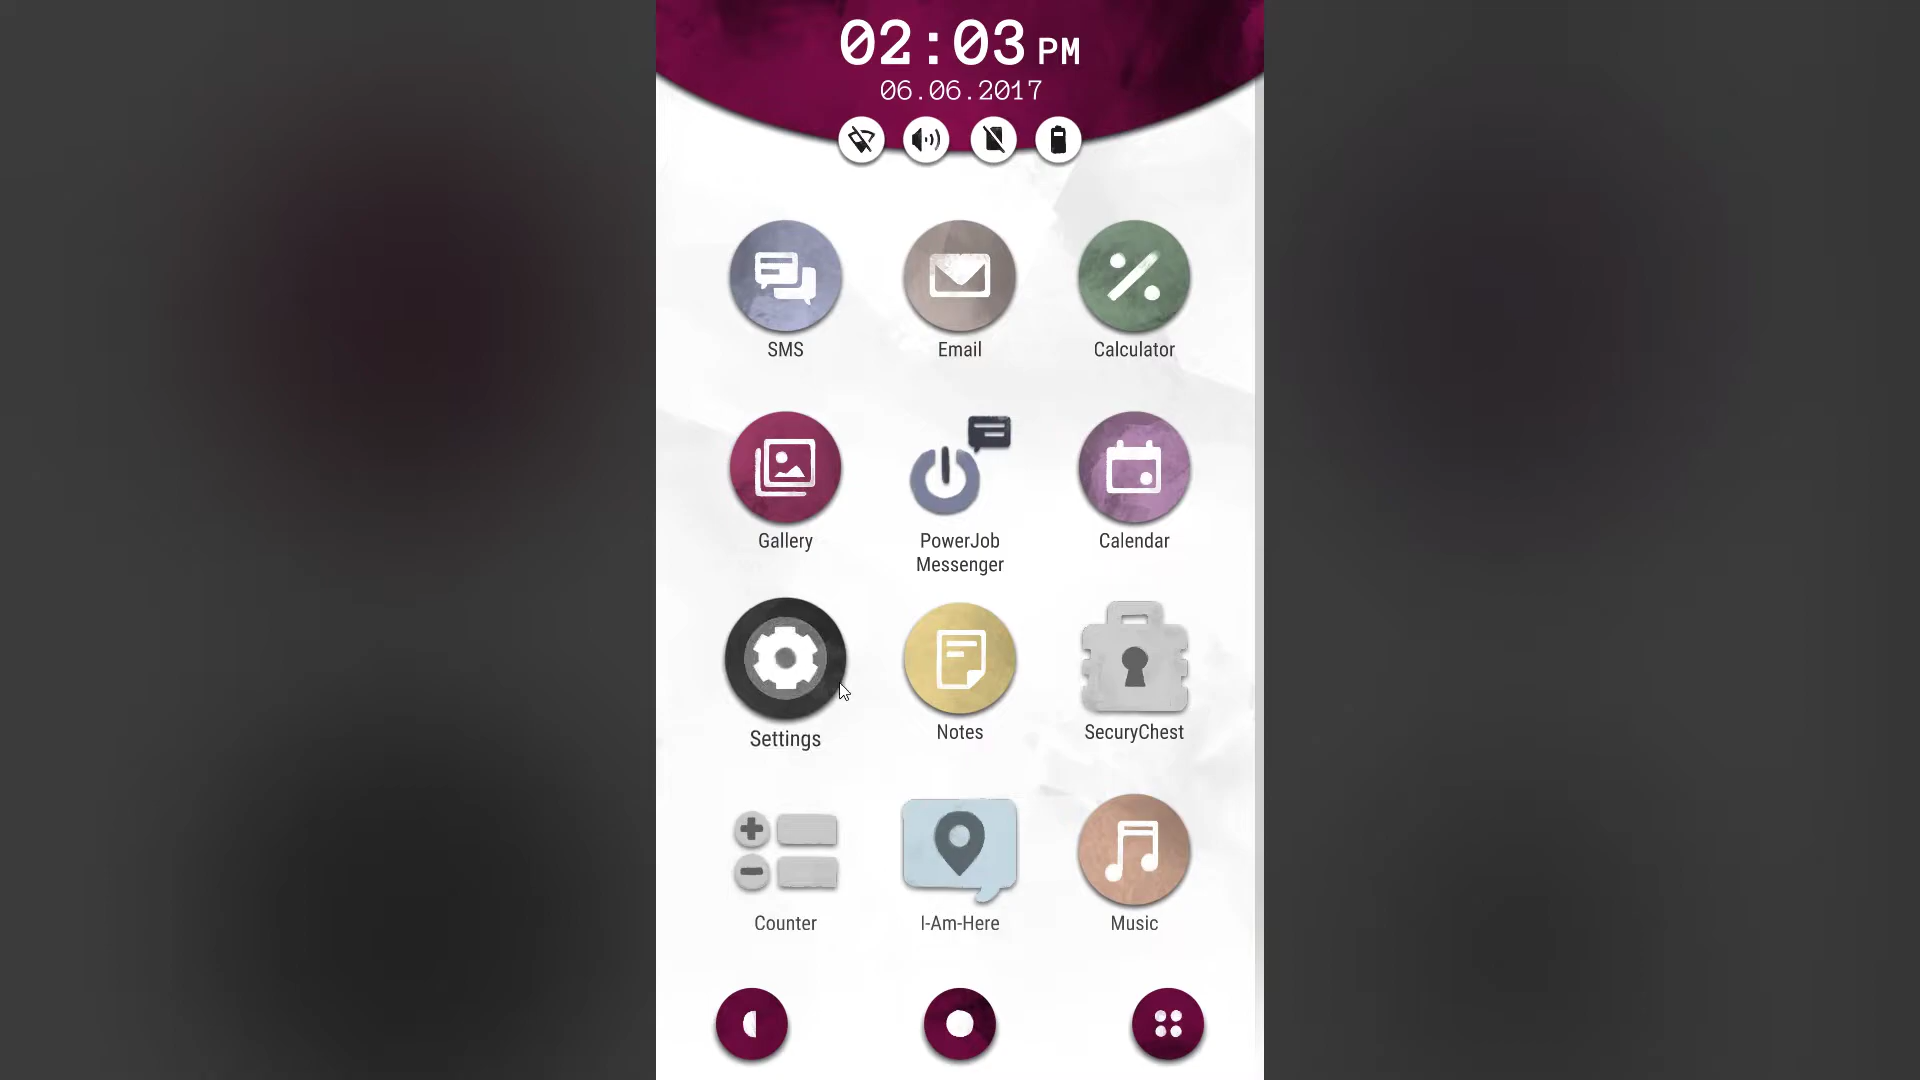 02:03 PM
06.06.2017
SMS
Email
Calculator
Gallery
PowerJob
Messenger
Calendar
Settings
Notes
SecuryChest
Counter
I-Am-Here
Music